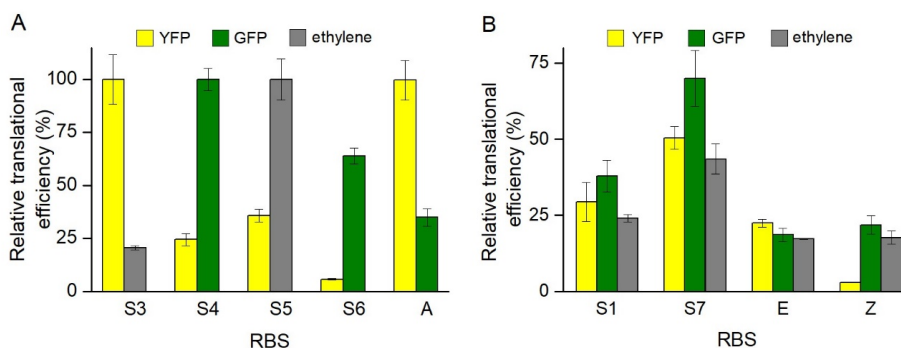 A
YFP GFP ethylene
Relative translational
efficiency (%)
100
75
50
25
0
S3 S4 S5 S6 A
RBS
B
YFP GFP ethylene
Relative translational
efficiency (%)
75
50
25
0
S1 S7 E Z
RBS